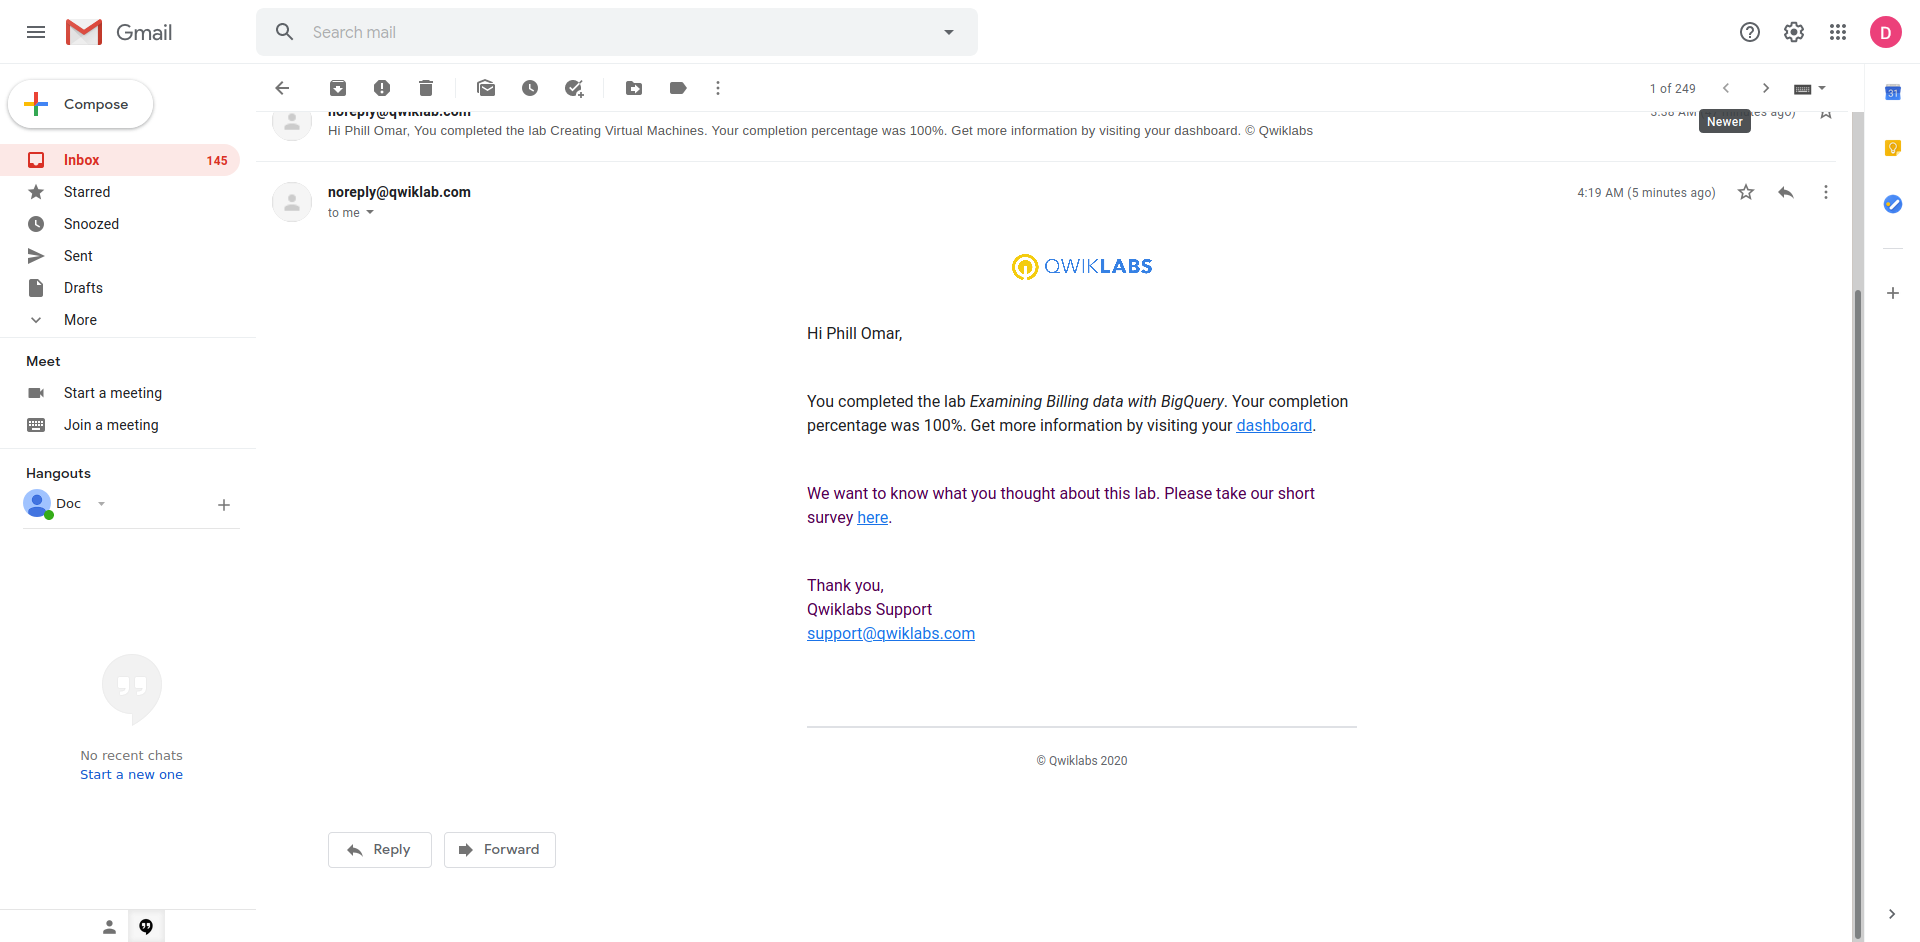 Gmail
Search mail
D
Compose
1 of 249
31
Newer
noreply@qwiklab.com
Hi Phill Omar, You completed the lab Creating Virtual Machines. Your completion percentage was 100%. Get more information by visiting your dashboard. © Qwiklabs
Inbox 145
Starred
Snoozed
Sent
Drafts
More
Meet
Start a meeting
Join a meeting
Hangouts
Doc
No recent chats
Start a new one
noreply@qwiklab.com
4:19 AM (5 minutes ago)
to me
QWIKLABS
Hi Phill Omar,
You completed the lab Examining Billing data with BigQuery. Your completion
percentage was 100%. Get more information by visiting your dashboard.
We want to know what you thought about this lab. Please take our short
survey here.
Thank you,
Qwiklabs Support
support@qwiklabs.com
© Qwiklabs 2020
Reply
Forward